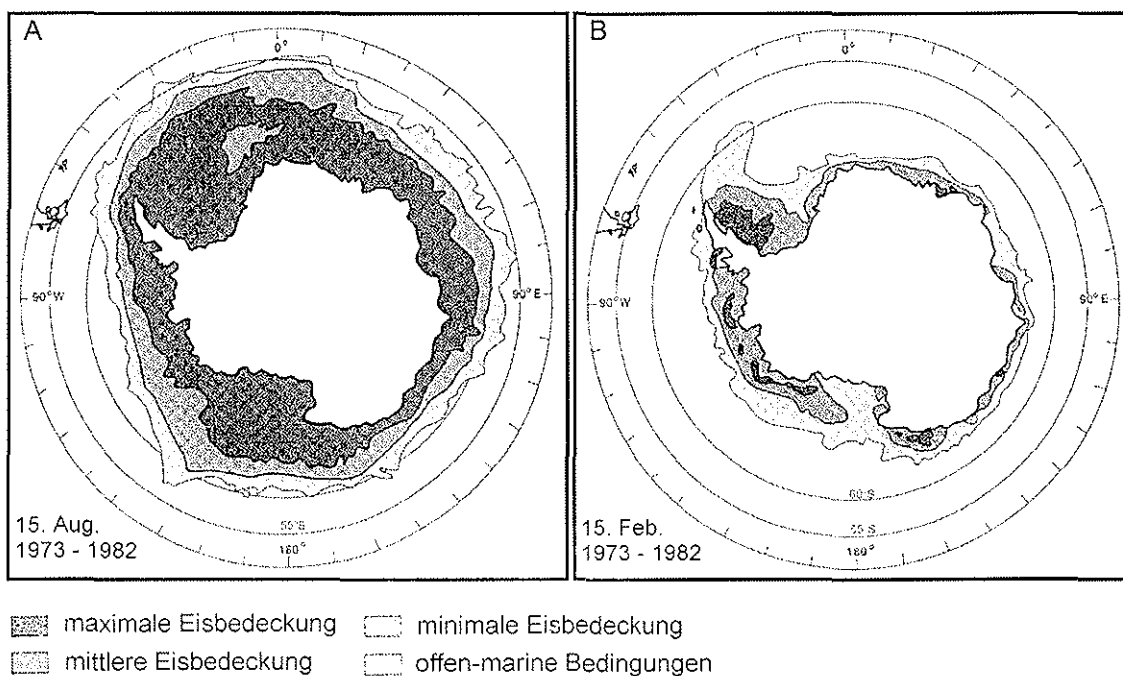 A
0°
90° W
90° E
55° S
180°
15. Aug.
1973 - 1982
B
0°
90° W
90° E
60 S
55 S
180°
15. Feb.
1973 - 1982
maximale Eisbedeckung
minimale Eisbedeckung
mittlere Eisbedeckung
offen-marine Bedingungen